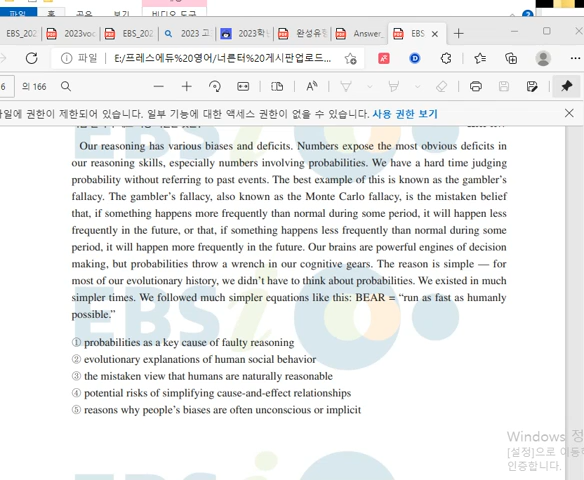 파일 홈 공유 보기 비디오 도구
EBS_202 2023voc EBS_202 2023 고 2023학 완성유형 Answer_ EBS
파일 E:/프레스에듀%20영어/너른터%20게시판업로드...
6 의 166
파일에 권한이 제한되어 있습니다. 일부 기능에 대한 액세스 권한이 없을 수 있습니다. 사용 권한 보기
Our reasoning has various biases and deficits. Numbers expose the most obvious deficits in
our reasoning skills, especially numbers involving probabilities. We have a hard time judging
probability without referring to past events. The best example of this is known as the gambler's
fallacy. The gambler's fallacy, also known as the Monte Carlo fallacy, is the mistaken belief
that, if something happens more frequently than normal during some period, it will happen less
frequently in the future, or that, if something happens less frequently than normal during some
period, it will happen more frequently in the future. Our brains are powerful engines of decision
making, but probabilities throw a wrench in our cognitive gears. The reason is simple — for
most of our evolutionary history, we didn't have to think about probabilities. We existed in much
simpler times. We followed much simpler equations like this: BEAR = “run as fast as humanly
possible.”
① probabilities as a key cause of faulty reasoning
② evolutionary explanations of human social behavior
③ the mistaken view that humans are naturally reasonable
④ potential risks of simplifying cause-and-effect relationships
⑤ reasons why people's biases are often unconscious or implicit
EBSi
Windows 정
[설정]으로 이동
인증합니다.